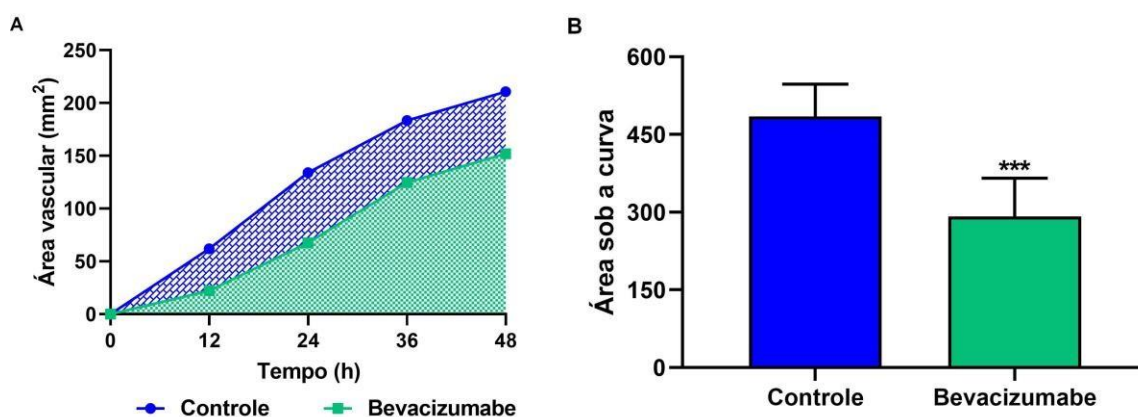 A
Área vascular (mm²)
250
200
150
100
50
0
0 12 24 36 48
Tempo (h)
Controle Bevacizumabe
B
Área sob a curva
600
450
300
150
0
***
Controle Bevacizumabe